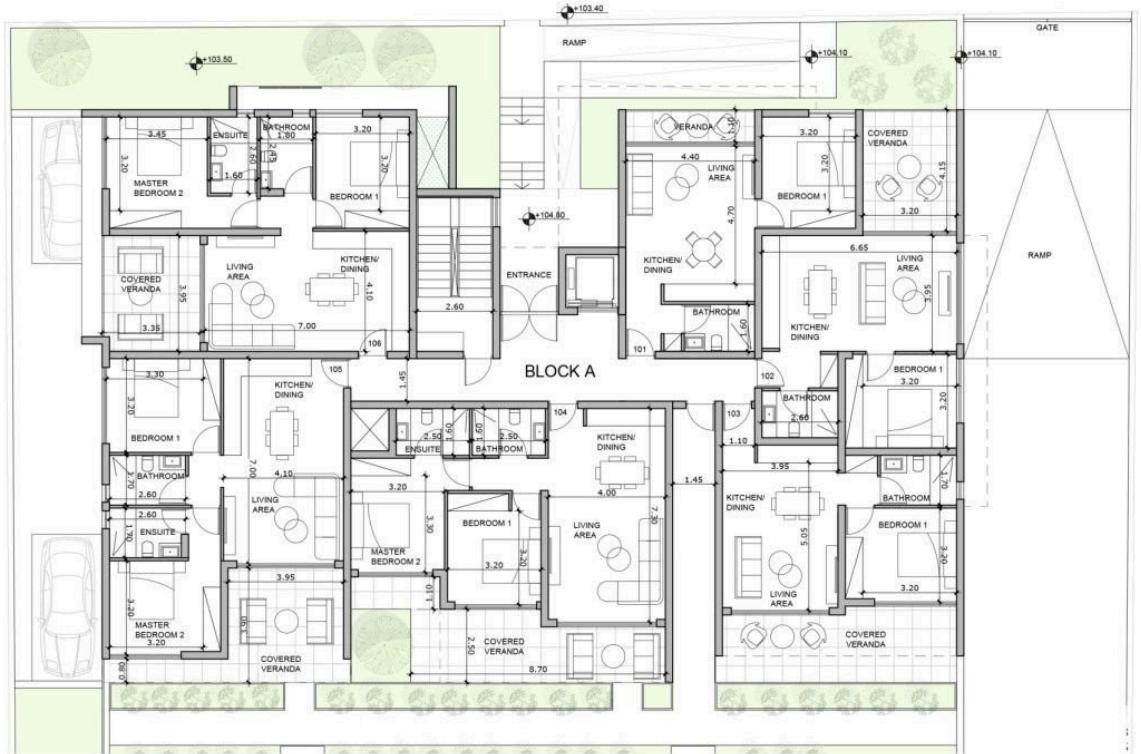 +103.40
GATE
RAMP
+103.50
+104.10
+104.10
3.45
ENSUITE
BATHROOM
1.80
3.20
VERANDA
1.10
3.20
COVERED
VERANDA
3.20
2.60
2.45
3.20
4.40
LIVING
AREA
3.20
4.15
MASTER
BEDROOM 2
1.60
BEDROOM 1
BEDROOM 1
3.20
+104.80
4.70
COVERED
VERANDA
3.95
LIVING
AREA
KITCHEN/
DINING
4.10
ENTRANCE
KITCHEN/
DINING
6.65
LIVING
AREA
3.95
RAMP
3.35
7.00
2.60
BATHROOM
1.60
KITCHEN/
DINING
106
101
105
BLOCK A
102
3.30
3.20
BEDROOM 1
KITCHEN/
DINING
1.45
BEDROOM 1
3.20
3.20
BATHROOM
2.60
104
103
7.00
4.10
2.50
ENSUITE
1.60
1.60
2.50
BATHROOM
KITCHEN/
DINING
1.10
3.95
BATHROOM
1.70
2.60
3.20
4.00
1.45
KITCHEN/
DINING
BATHROOM
1.70
2.60
ENSUITE
1.70
LIVING
AREA
3.30
MASTER
BEDROOM 2
BEDROOM 1
3.20
3.20
LIVING
AREA
7.30
5.05
LIVING
AREA
BEDROOM 1
3.20
3.20
3.20
MASTER
BEDROOM 2
3.20
3.95
3.90
COVERED
VERANDA
1.10
2.50
COVERED
VERANDA
8.70
COVERED
VERANDA
0.80